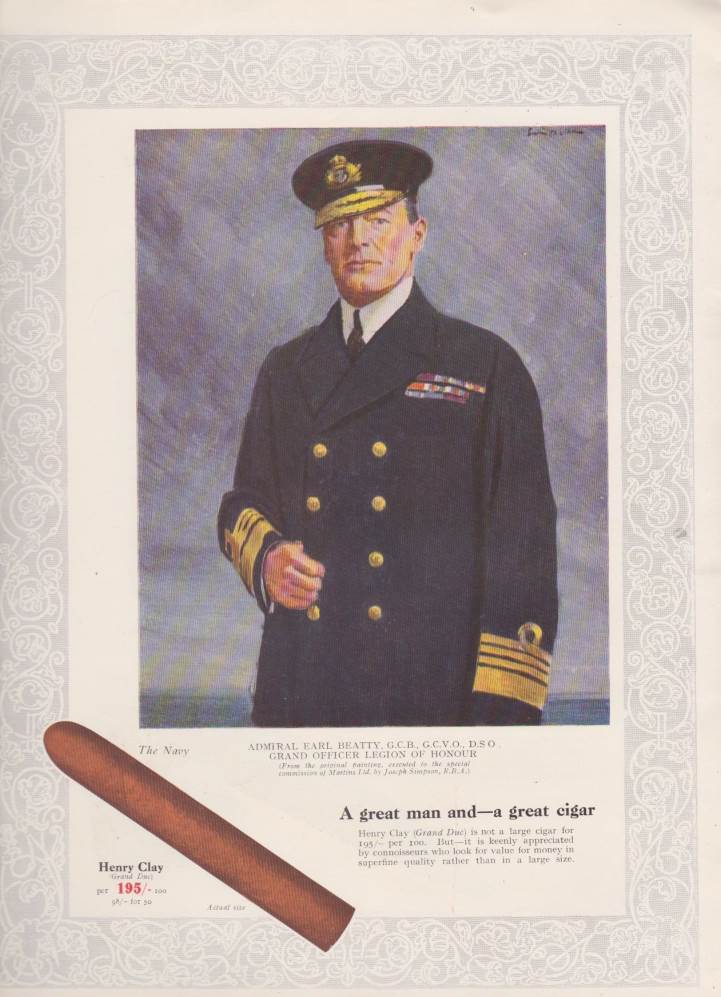 The Navy
ADMIRAL EARL BEATTY, G.C.B., G.C.V.O., D.S.O.
GRAND OFFICER LEGION OF HONOUR
(From the original painting, executed to the special
commission of Martins Ltd. by Joseph Simpson, R.B.A.)
A great man and—a great cigar
Henry Clay (Grand Duc) is not a large cigar for
195/- per 100. But—it is keenly appreciated
by connoisseurs who look for value for money in
superfine quality rather than in a large size.
Henry Clay
(Grand Duc)
per 195/- 100
98/- for 50
Actual size